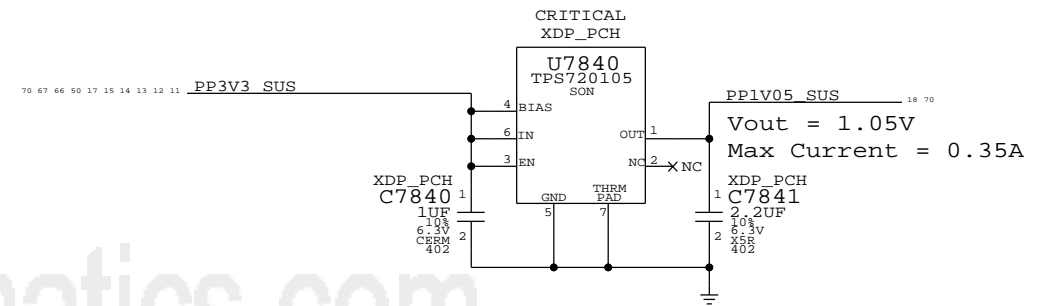 CRITICAL
XDP_PCH
U7840
TPS720105
SON
70 67 66 50 17 15 14 13 12 11 PP3V3_SUS
PP1V05_SUS 18 70
4 BIAS
Vout = 1.05V
6 IN
OUT 1
Max Current = 0.35A
3 EN
NC 2 NC
XDP_PCH
C7840 1
1UF
10%
6.3V
CERM 2
402
GND
5
THRM
PAD
7
XDP_PCH
1 C7841
2.2UF
10%
6.3V
2 X5R
402
matics.com